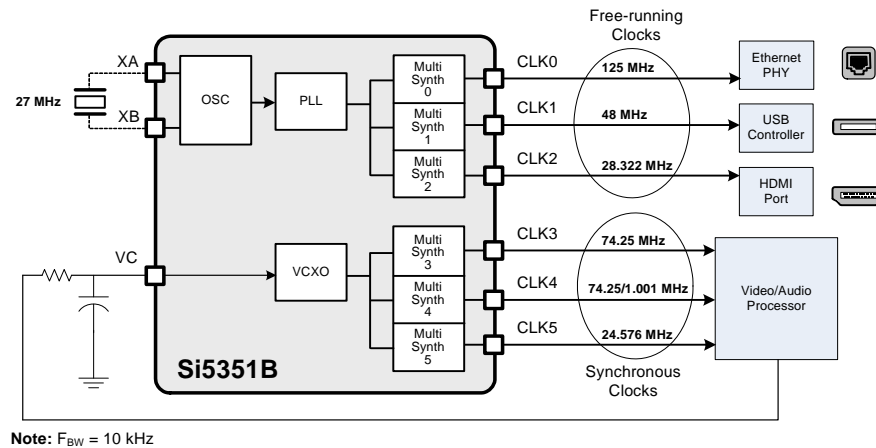 Free-running
Clocks
XA
27 MHz
XB
OSC
PLL
Multi
Synth
0
Multi
Synth
1
Multi
Synth
2
CLK0
125 MHz
Ethernet
PHY
CLK1
48 MHz
USB
Controller
CLK2
28.322 MHz
HDMI
Port
VC
VCXO
Multi
Synth
3
Multi
Synth
4
Multi
Synth
5
CLK3
74.25 MHz
CLK4
74.25/1.001 MHz
CLK5
24.576 MHz
Video/Audio
Processor
Si5351B
Synchronous
Clocks
Note: FBW = 10 kHz